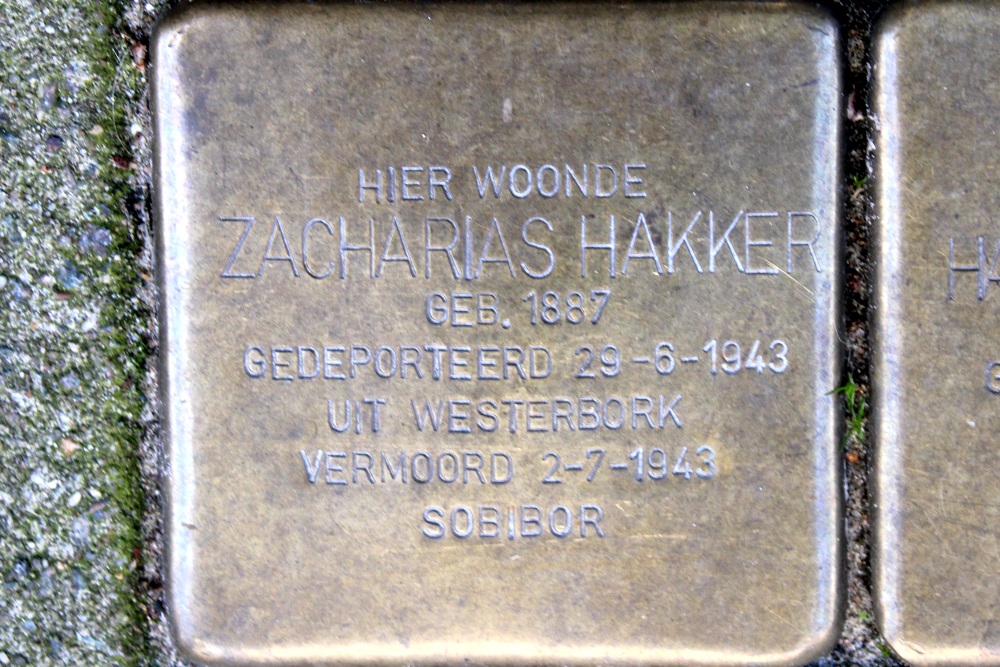 HIER WOONDE
ZACHARIAS HAKKER
GEB. 1887
GEDEPORTEERD 29-6-1943
UIT WESTERBORK
VERMOORD 2-7-1943
SOBIBOR